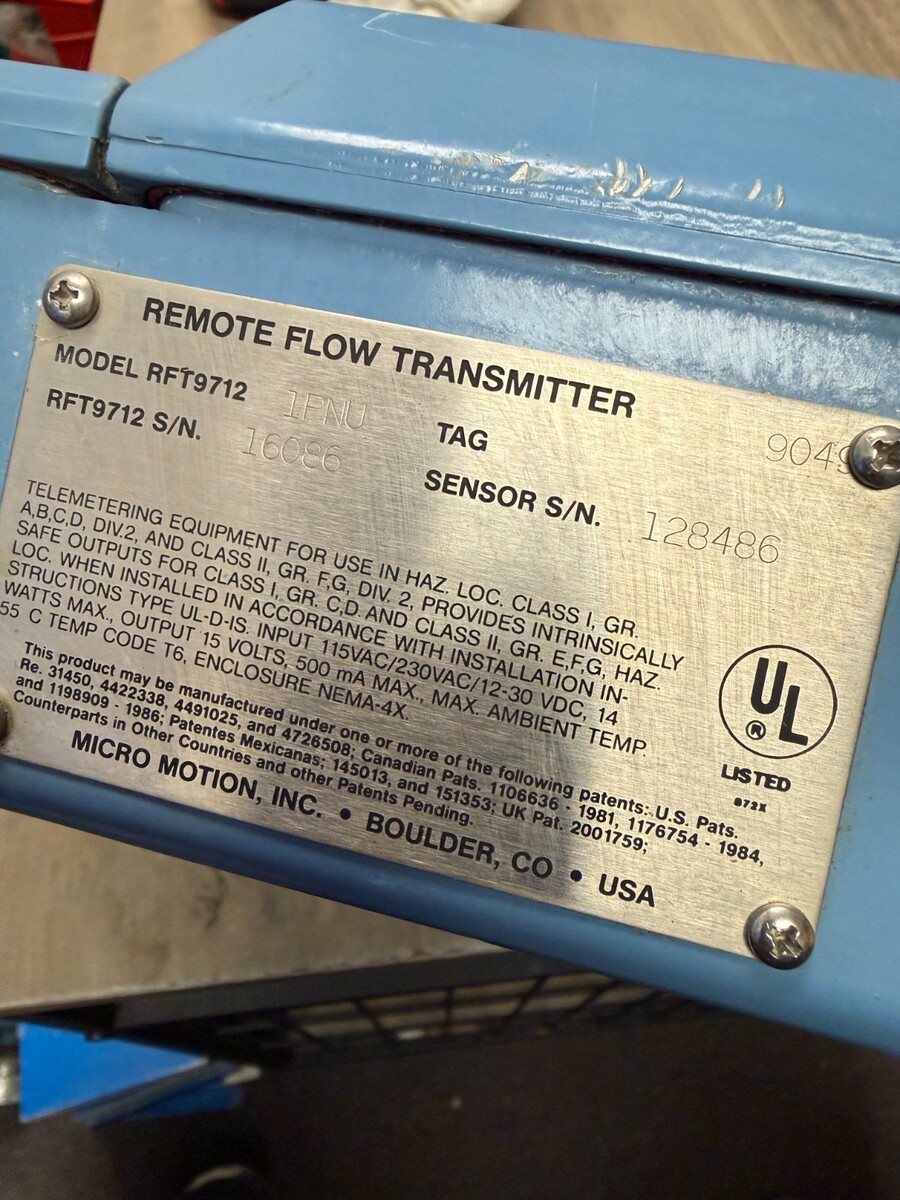 REMOTE FLOW TRANSMITTER
MODEL RFT9712 1PNU TAG
RFT9712 S/N. 16086 SENSOR S/N. 128486
TELEMETERING EQUIPMENT FOR USE IN HAZ. LOC. CLASS I, GR.
A,B,C,D, DIV.2, AND CLASS II, GR. F,G, DIV. 2, PROVIDES INTRINSICALLY
SAFE OUTPUTS FOR CLASS I, GR. C,D AND CLASS II, GR. E,F,G, HAZ.
LOC. WHEN INSTALLED IN ACCORDANCE WITH INSTALLATION IN-
STRUCTIONS TYPE UL-D-IS. INPUT 115VAC/230VAC/12-30 VDC, 14
WATTS MAX., OUTPUT 15 VOLTS, 500 mA MAX., MAX. AMBIENT TEMP.
55 C TEMP CODE T6, ENCLOSURE NEMA-4X.
UL
®
LISTED
972X
This product may be manufactured under one or more of the following patents: U.S. Pats.
Re. 31450, 4422338, 4491025, and 4726508; Canadian Pats. 1106636 - 1981, 1176754 - 1984,
and 1198909 - 1986; Patentes Mexicanas; 145013, and 151353; UK Pat. 2001759;
Counterparts in Other Countries and other Patents Pending.
MICRO MOTION, INC. • BOULDER, CO • USA